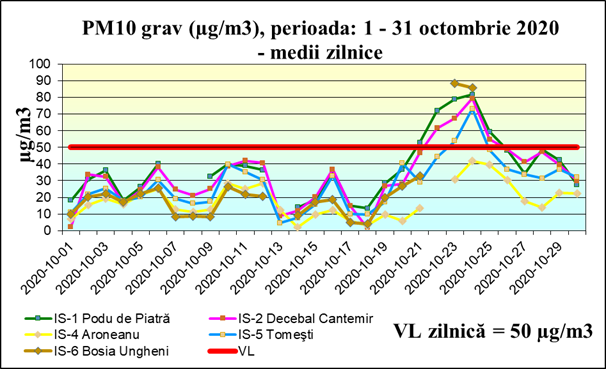 PM10 grav (µg/m3), perioada: 1 - 31 octombrie 2020
- medii zilnice
µg/m3
100
90
80
70
60
50
40
30
20
10
0
2020-10-01
2020-10-03
2020-10-05
2020-10-07
2020-10-09
2020-10-11
2020-10-13
2020-10-15
2020-10-17
2020-10-19
2020-10-21
2020-10-23
2020-10-25
2020-10-27
2020-10-29
IS-1 Podu de Piatră
IS-2 Decebal Cantemir
IS-4 Aroneanu
IS-5 Tomești
IS-6 Bosia Ungheni
VL
VL zilnică = 50 µg/m3